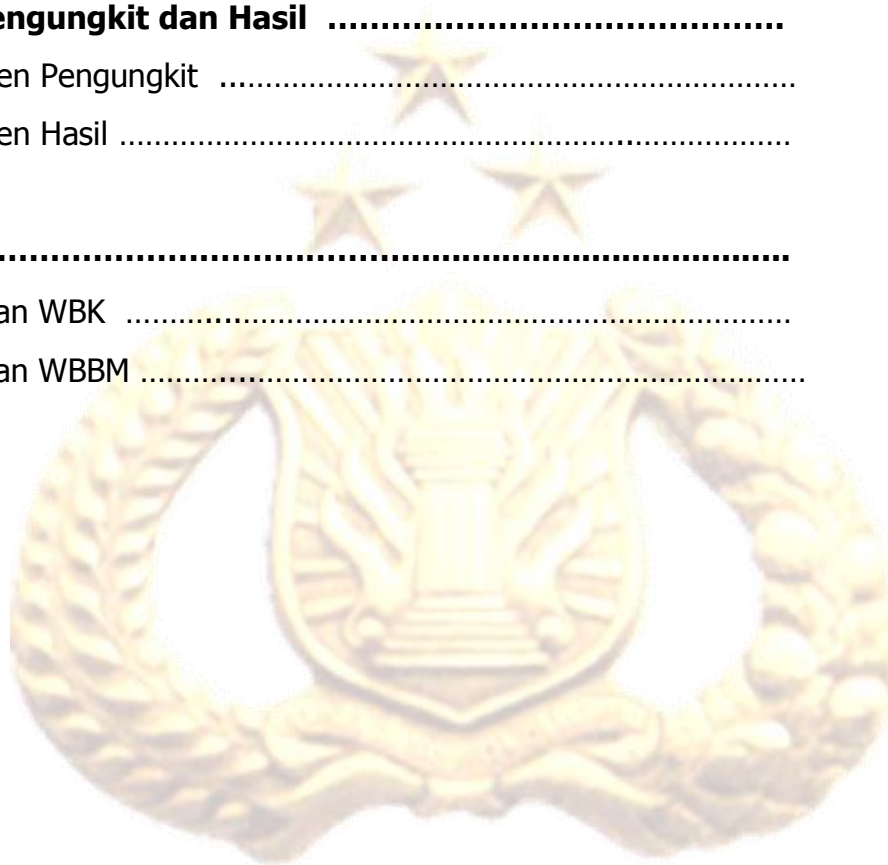 engungkit dan Hasil ……………………………………
en Pengungkit ...……………………………………………
en Hasil …………………………………………..………………
…………………………………………………………………
an WBK ………....………………………………………………
an WBBM ………....………………………………………………